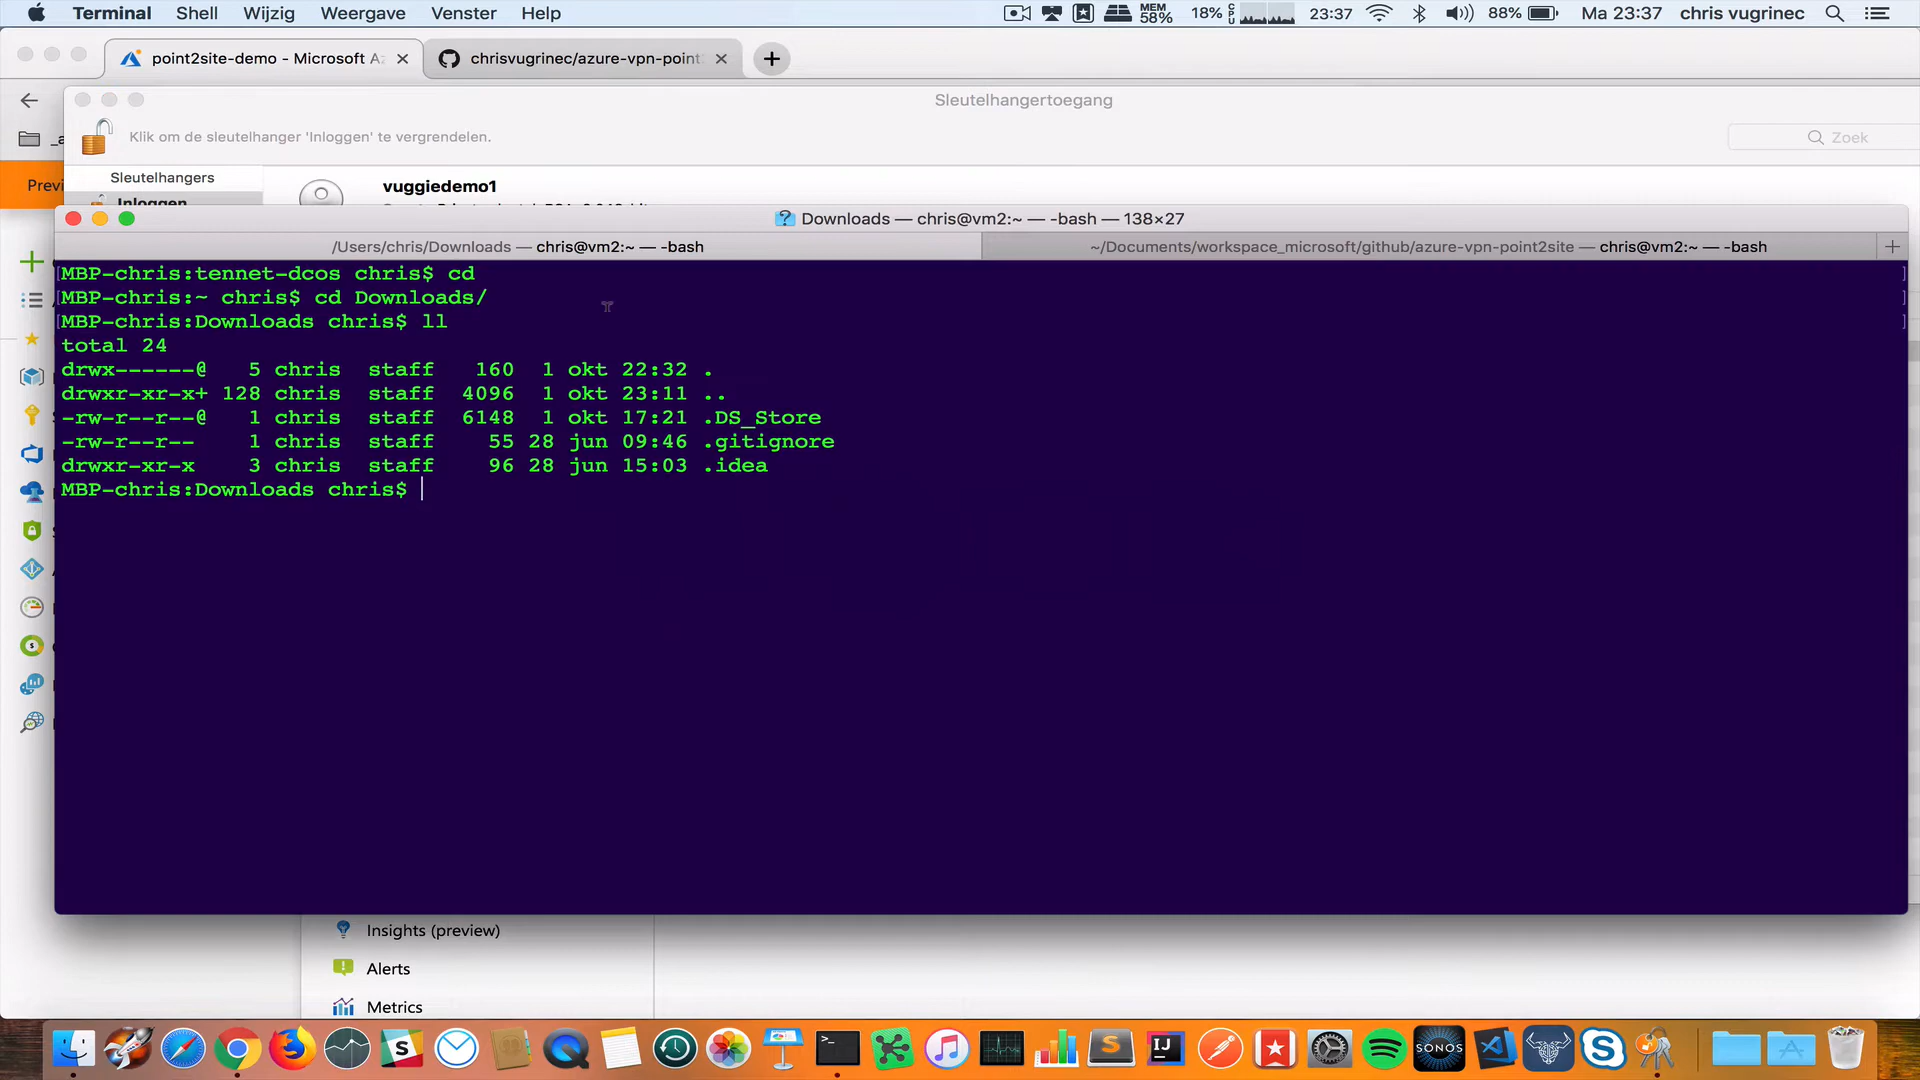 Terminal Shell Wijzig Weergave Venster Help MEM 58% 18% CPU 23:37 88% Ma 23:37 chris vugrinec
point2site-demo - Microsoft Az chrisvugrinec/azure-vpn-point2
Sleutelhangertoegang
Klik om de sleutelhanger 'Inloggen' te vergrendelen. Zoek
Sleutelhangers
Previ
vuggiedemo1
Inloggen
Downloads — chris@vm2:~ — -bash — 138×27
/Users/chris/Downloads — chris@vm2:~ — -bash ~/Documents/workspace_microsoft/github/azure-vpn-point2site — chris@vm2:~ — -bash
[MBP-chris:tennet-dcos chris$ cd ]
[MBP-chris:~ chris$ cd Downloads/ ]
[MBP-chris:Downloads chris$ ll ]
total 24
drwx------@ 5 chris staff 160 1 okt 22:32 .
drwxr-xr-x+ 128 chris staff 4096 1 okt 23:11 ..
-rw-r--r--@ 1 chris staff 6148 1 okt 17:21 .DS_Store
-rw-r--r-- 1 chris staff 55 28 jun 09:46 .gitignore
drwxr-xr-x 3 chris staff 96 28 jun 15:03 .idea
MBP-chris:Downloads chris$
Insights (preview)
Alerts
Metrics
IJ
SONOS